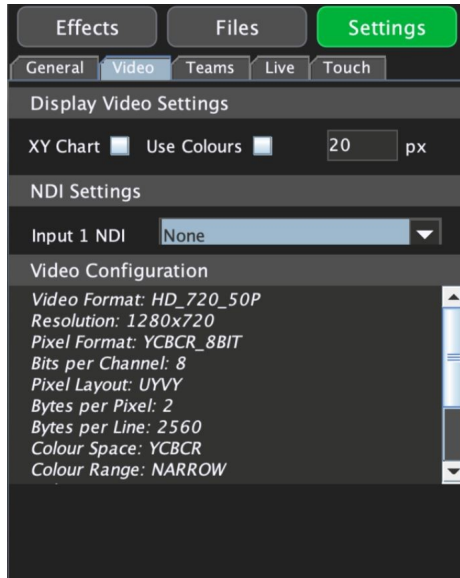 Effects Files Settings
General Video Teams Live Touch
Display Video Settings
XY Chart Use Colours 20 px
NDI Settings
Input 1 NDI None
Video Configuration
Video Format: HD_720_50P
Resolution: 1280x720
Pixel Format: YCBCR_8BIT
Bits per Channel: 8
Pixel Layout: UYVY
Bytes per Pixel: 2
Bytes per Line: 2560
Colour Space: YCBCR
Colour Range: NARROW